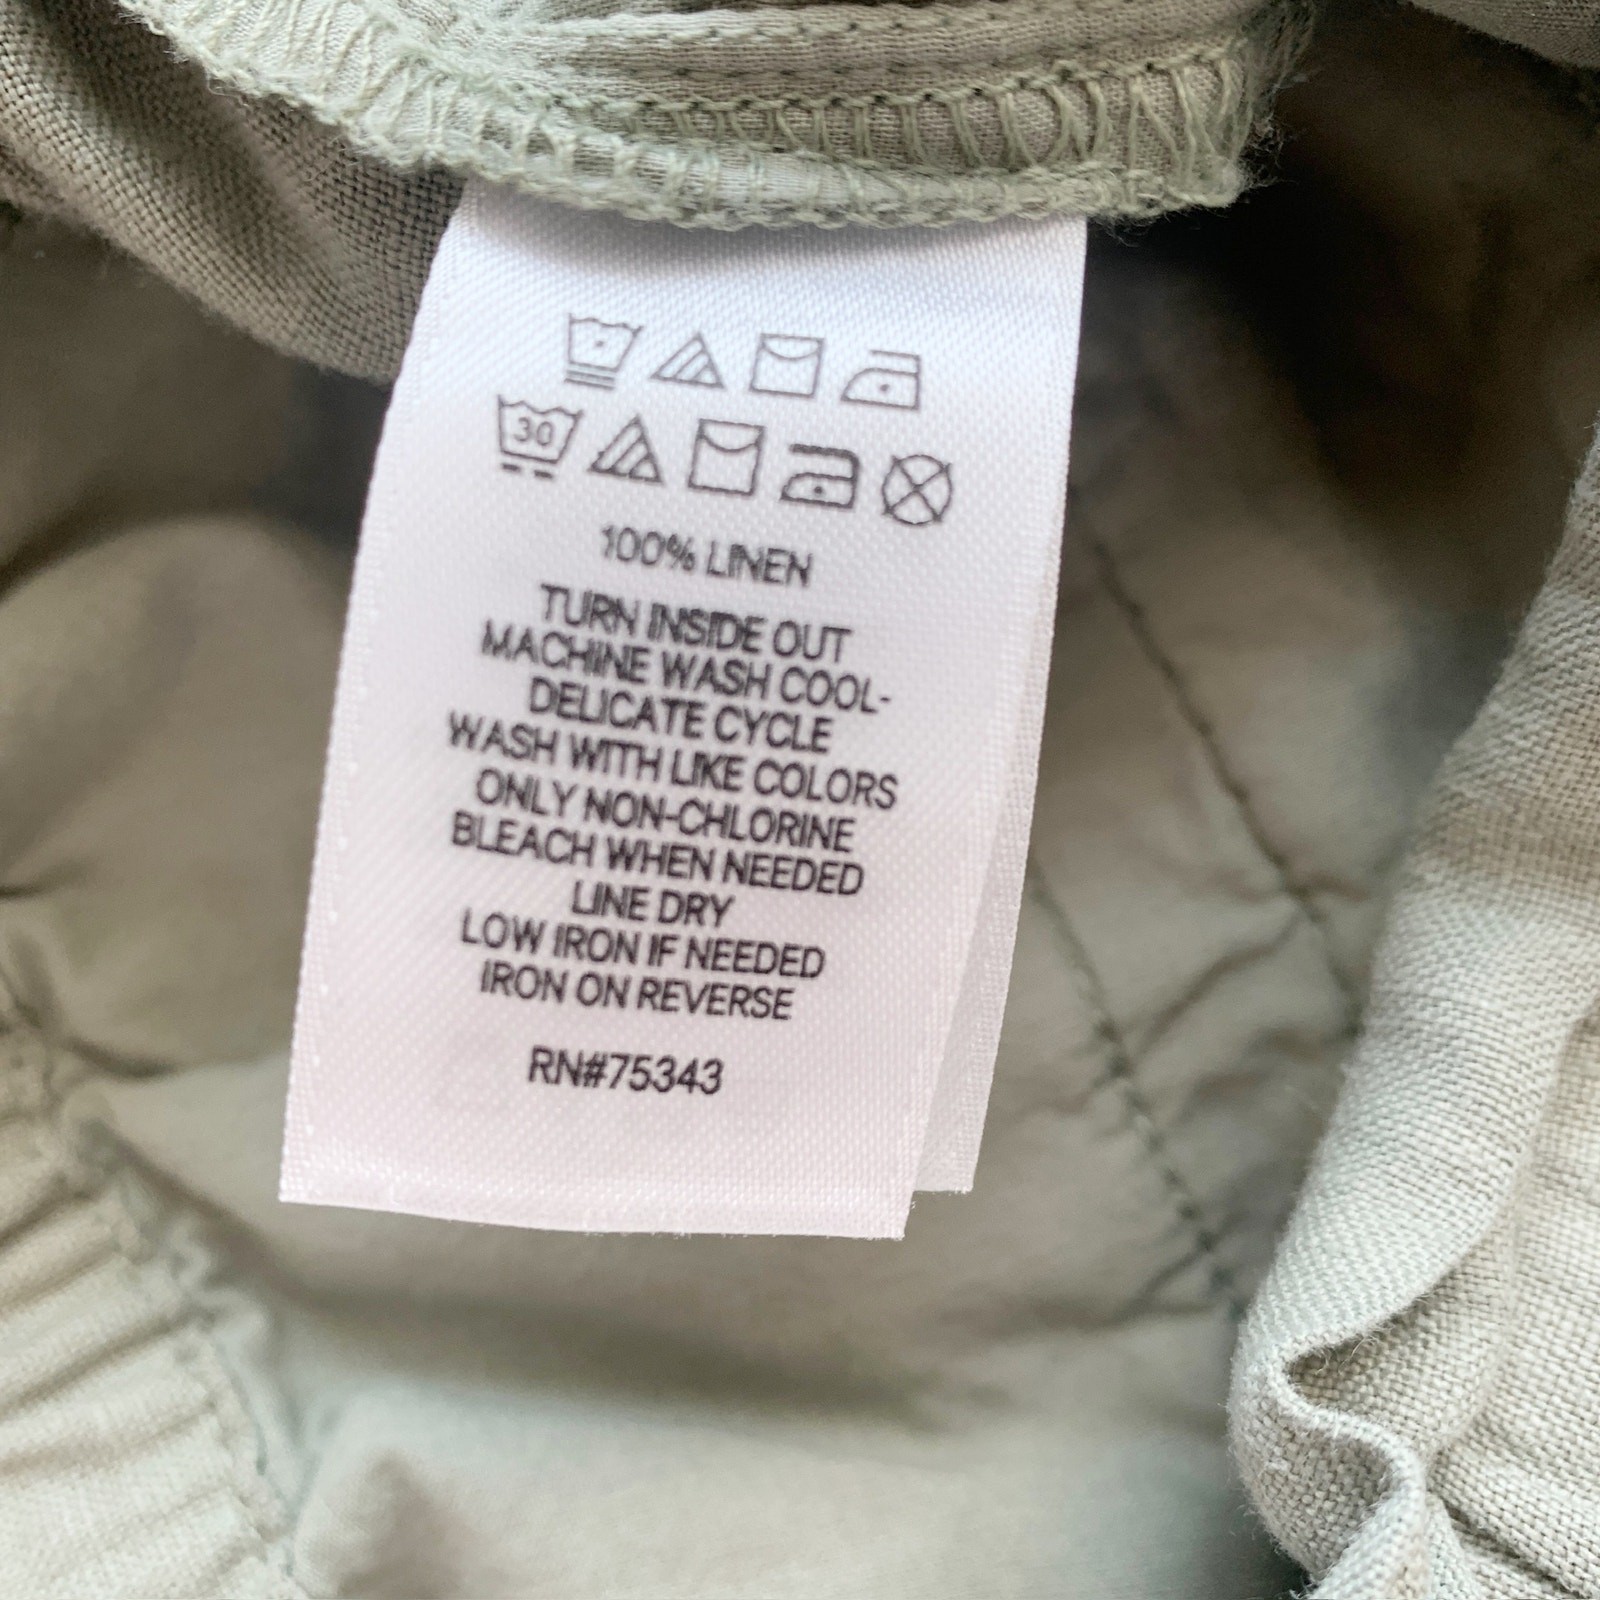 30
100% LINEN
TURN INSIDE OUT
MACHINE WASH COOL-
DELICATE CYCLE
WASH WITH LIKE COLORS
ONLY NON-CHLORINE
BLEACH WHEN NEEDED
LINE DRY
LOW IRON IF NEEDED
IRON ON REVERSE
RN#75343